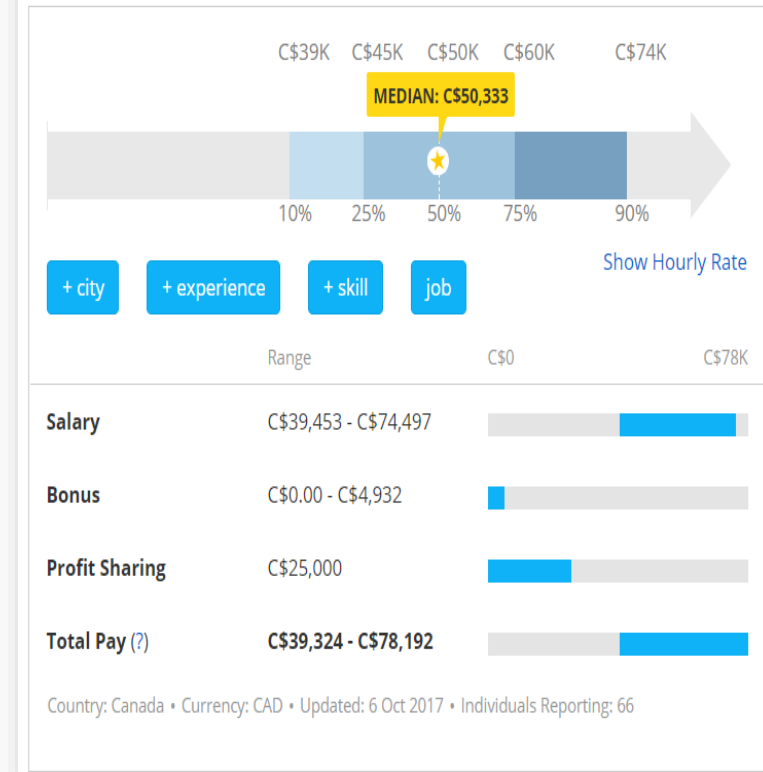 C$39K C$45K C$50K C$60K C$74K
MEDIAN: C$50,333
10% 25% 50% 75% 90%
Show Hourly Rate
+ city + experience + skill job
Range C$0 C$78K
Salary C$39,453 - C$74,497
Bonus C$0.00 - C$4,932
Profit Sharing C$25,000
Total Pay (?) C$39,324 - C$78,192
Country: Canada • Currency: CAD • Updated: 6 Oct 2017 • Individuals Reporting: 66